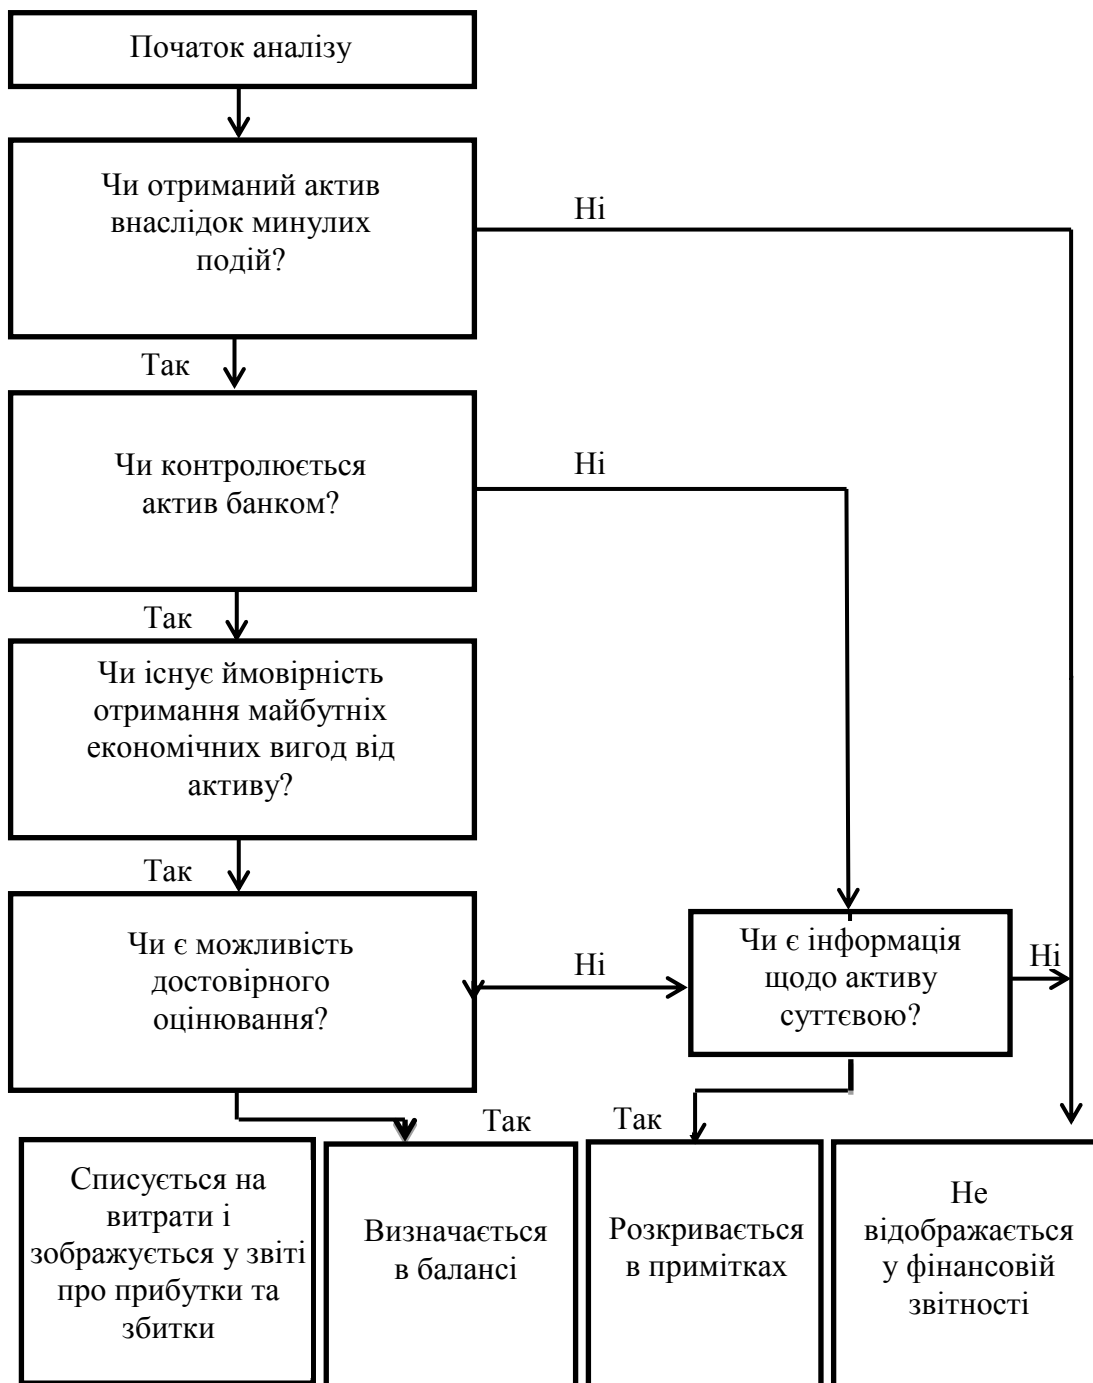 Початок аналізу
Чи отриманий актив
внаслідок минулих
подій?
Ні
Так
Чи контролюється
актив банком?
Ні
Так
Чи існує ймовірність
отримання майбутніх
економічних вигод від
активу?
Так
Чи є можливість
достовірного
оцінювання?
Ні
Чи є інформація
щодо активу
суттєвою?
Ні
Так
Так
Списується на
витрати і
зображується у звіті
про прибутки та
збитки
Визначається
в балансі
Розкривається
в примітках
Не
відображається
у фінансовій
звітності